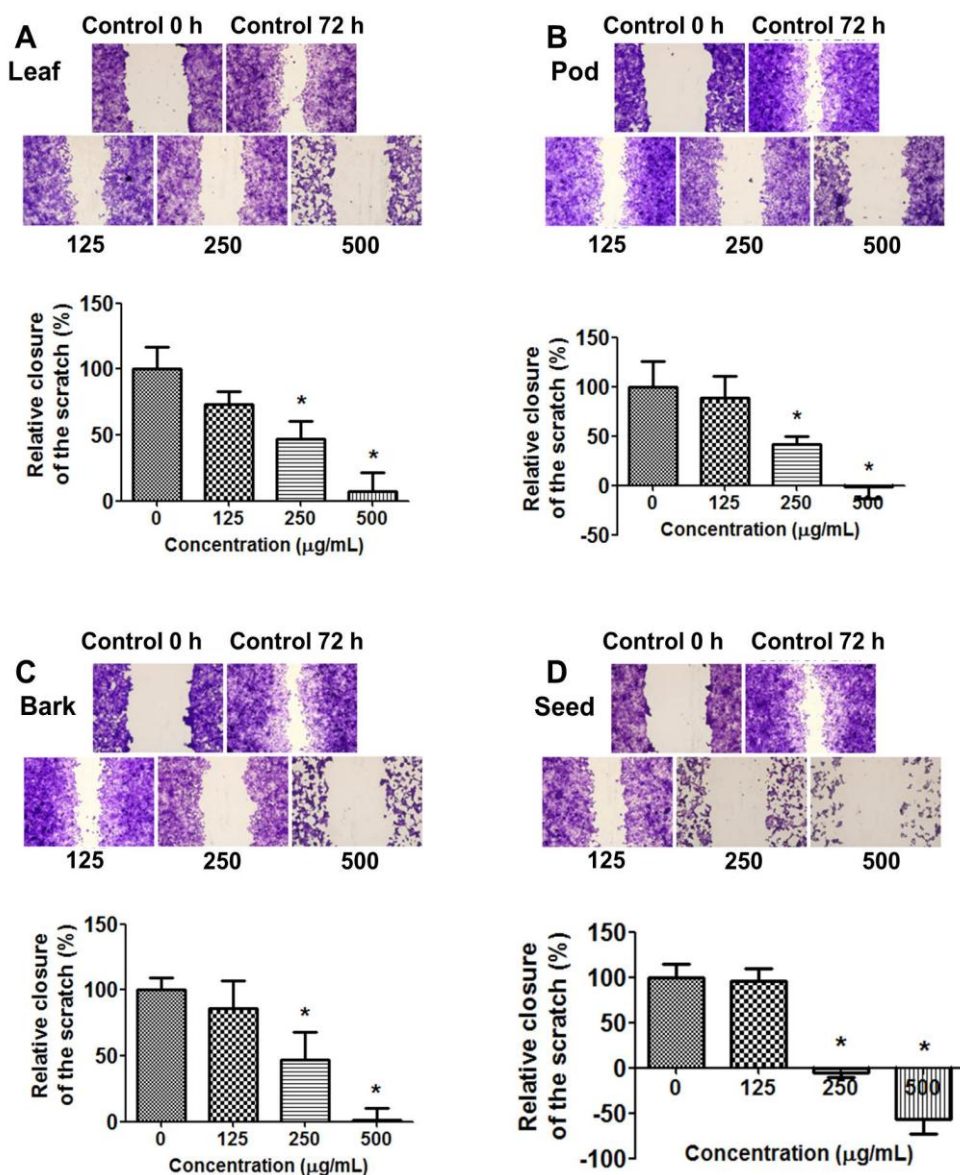 A
Leaf
Control 0 h Control 72 h
125 250 500
Relative closure
of the scratch (%)
150
100
50
0
*
*
0 125 250 500
Concentration (μg/mL)
B
Pod
Control 0 h Control 72 h
125 250 500
Relative closure
of the scratch (%)
150
100
50
0
-50
*
*
0 125 250 500
Concentration (μg/mL)
C
Bark
Control 0 h Control 72 h
125 250 500
Relative closure
of the scratch (%)
150
100
50
0
*
*
0 125 250 500
Concentration (μg/mL)
D
Seed
Control 0 h Control 72 h
125 250 500
Relative closure
of the scratch (%)
150
100
50
0
-50
-100
*
*
0 125 250 500
Concentration (μg/mL)